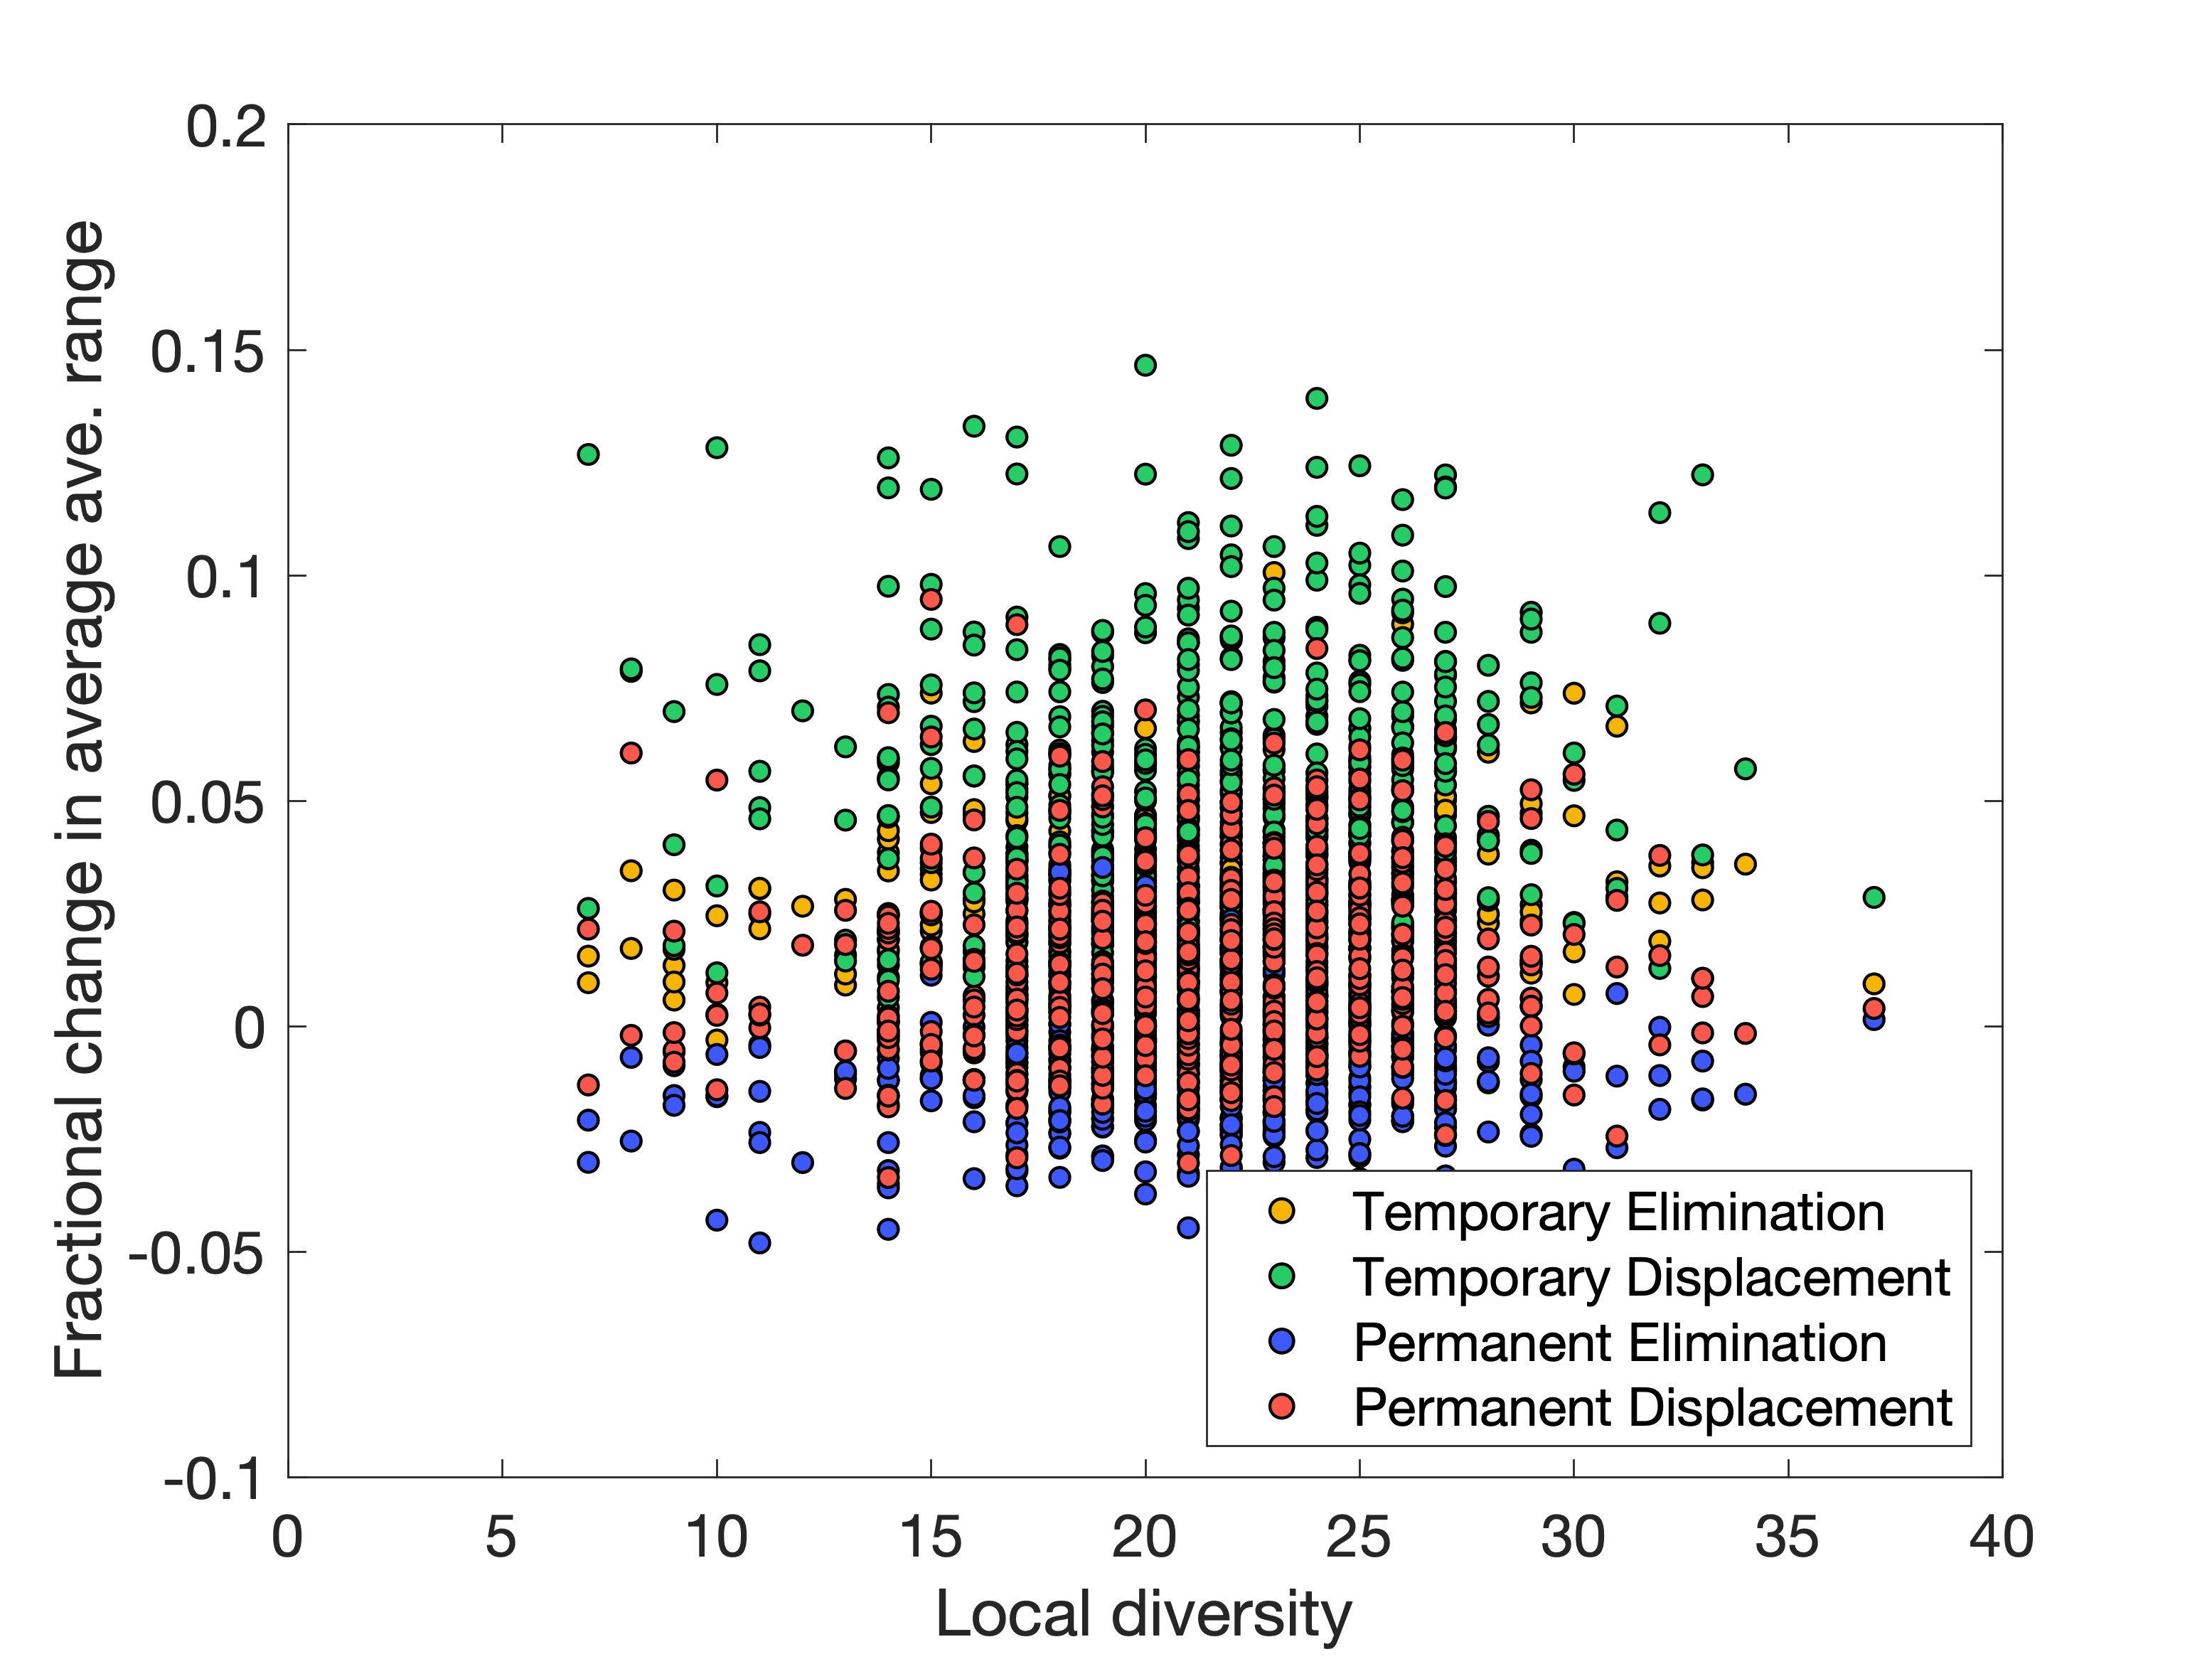 Fractional change in average ave. range
0.2
0.15
0.1
0.05
0
-0.05
-0.1
0 5 10 15 20 25 30 35 40
Local diversity
Temporary Elimination
Temporary Displacement
Permanent Elimination
Permanent Displacement